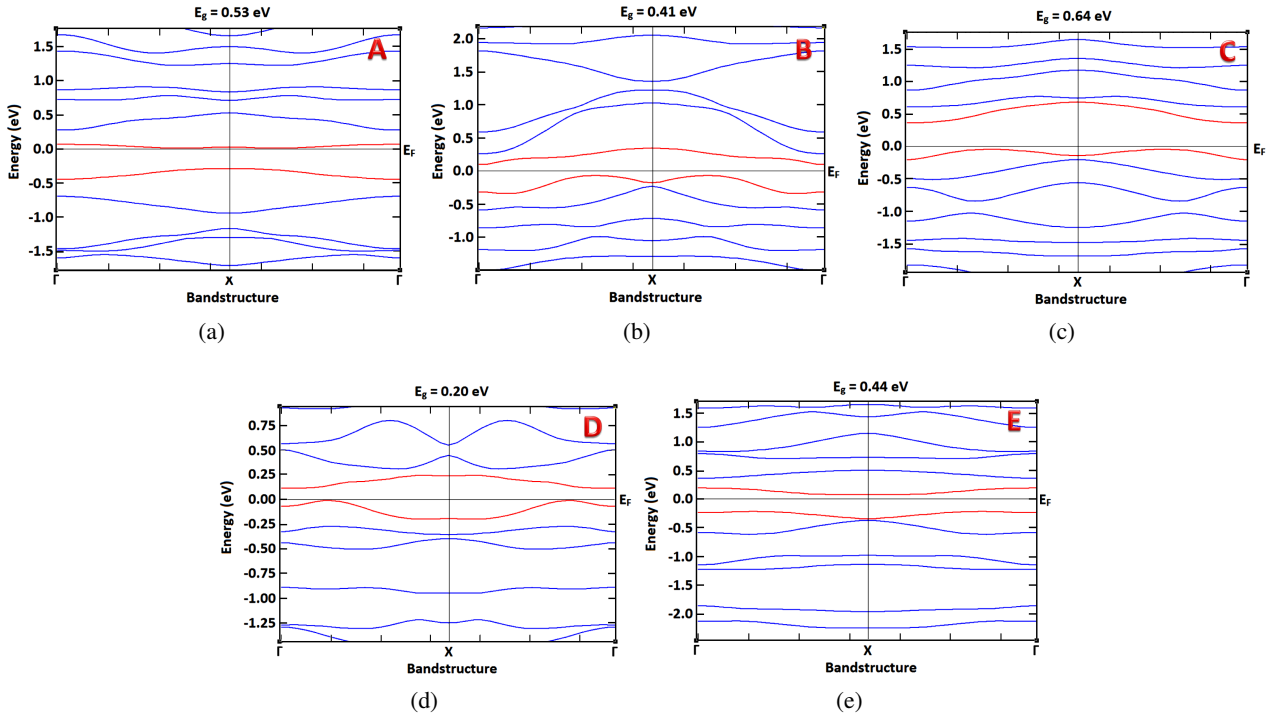 E_g = 0.53 eV
A
1.5
1.0
0.5
0.0
-0.5
-1.0
-1.5
Energy (eV)
E_F
Γ X Γ
Bandstructure
(a)
E_g = 0.41 eV
B
2.0
1.5
1.0
0.5
0.0
-0.5
-1.0
Energy (eV)
E_F
Γ X Γ
Bandstructure
(b)
E_g = 0.64 eV
C
1.5
1.0
0.5
0.0
-0.5
-1.0
-1.5
Energy (eV)
E_F
Γ X Γ
Bandstructure
(c)
E_g = 0.20 eV
D
0.75
0.50
0.25
0.00
-0.25
-0.50
-0.75
-1.00
-1.25
Energy (eV)
E_F
Γ X Γ
Bandstructure
(d)
E_g = 0.44 eV
E
1.5
1.0
0.5
0.0
-0.5
-1.0
-1.5
-2.0
Energy (eV)
E_F
Γ X Γ
Bandstructure
(e)